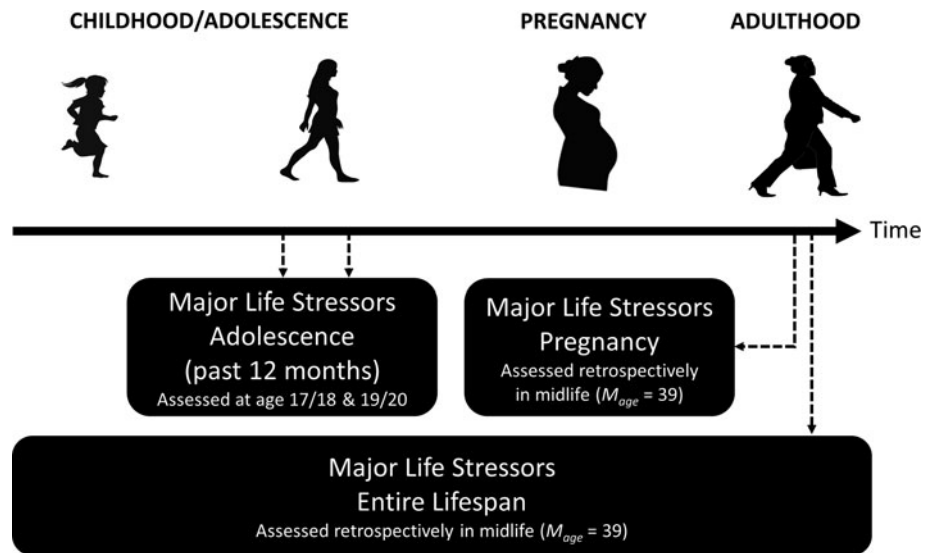 CHILDHOOD/ADOLESCENCE
PREGNANCY
ADULTHOOD
Time
Major Life Stressors
Adolescence
(past 12 months)
Assessed at age 17/18 & 19/20
Major Life Stressors
Pregnancy
Assessed retrospectively
in midlife (Mage = 39)
Major Life Stressors
Entire Lifespan
Assessed retrospectively in midlife (Mage = 39)